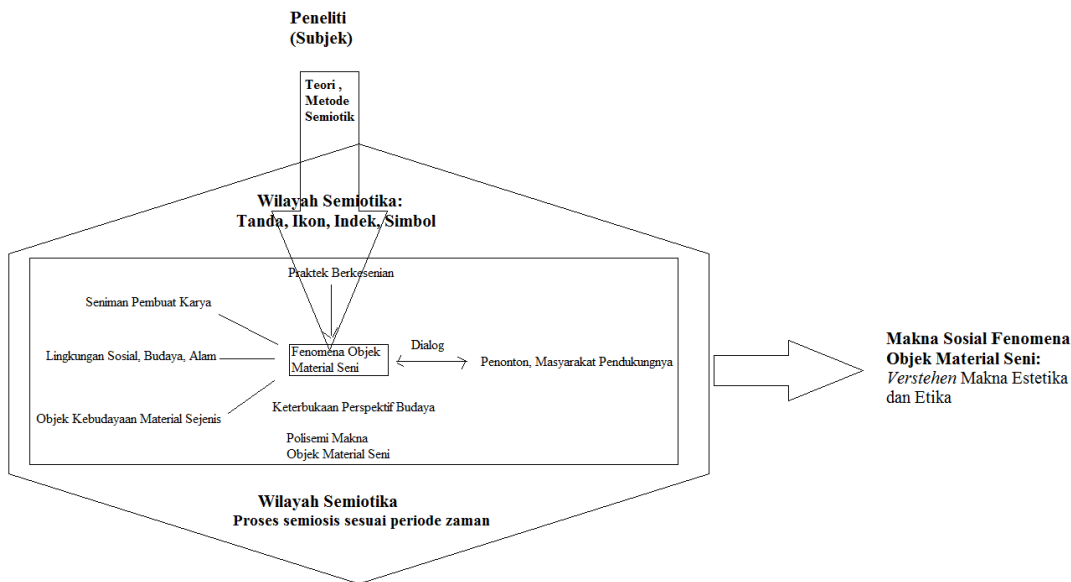 Peneliti
(Subjek)
Teori ,
Metode
Semiotik
Wilayah Semiotika:
Tanda, Ikon, Indek, Simbol
Praktek Berkesenian
Seniman Pembuat Karya
Lingkungan Sosial, Budaya, Alam
Fenomena Objek
Material Seni
Dialog
Penonton, Masyarakat Pendukungnya
Objek Kebudayaan Material Sejenis
Keterbukaan Perspektif Budaya
Polisemi Makna
Objek Material Seni
Wilayah Semiotika
Proses semiosis sesuai periode zaman
Makna Sosial Fenomena
Objek Material Seni:
Verstehen Makna Estetika
dan Etika